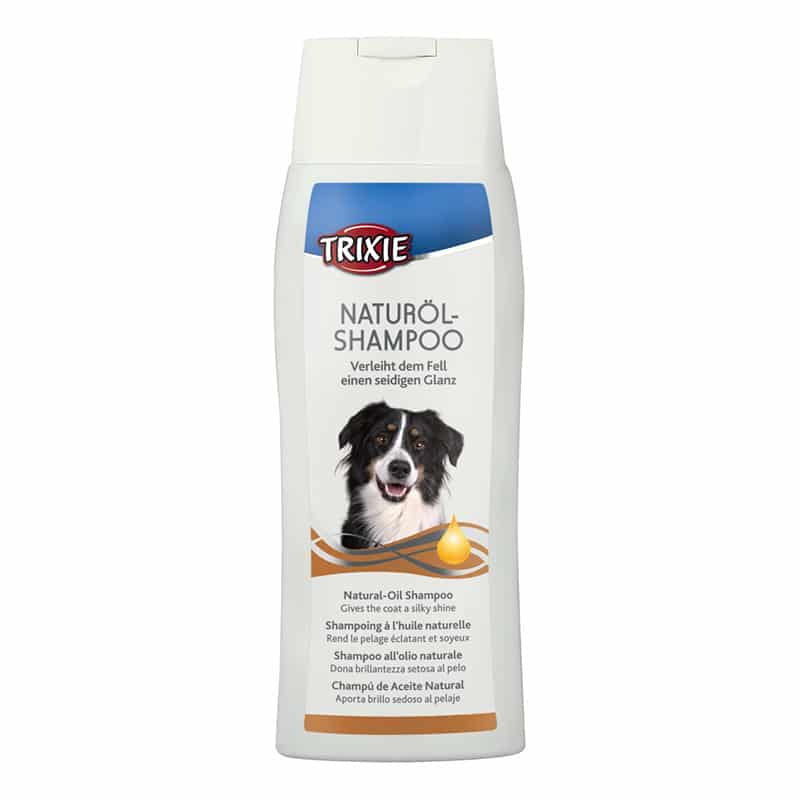 TRIXIE
NATURÖL-
SHAMPOO
Verleiht dem Fell
einen seidigen Glanz
Natural-Oil Shampoo
Gives the coat a silky shine
Shampoing à l'huile naturelle
Rend le pelage éclatant et soyeux
Shampoo all'olio naturale
Dona brillantezza setosa al pelo
Champú de Aceite Natural
Aporta brillo sedoso al pelaje